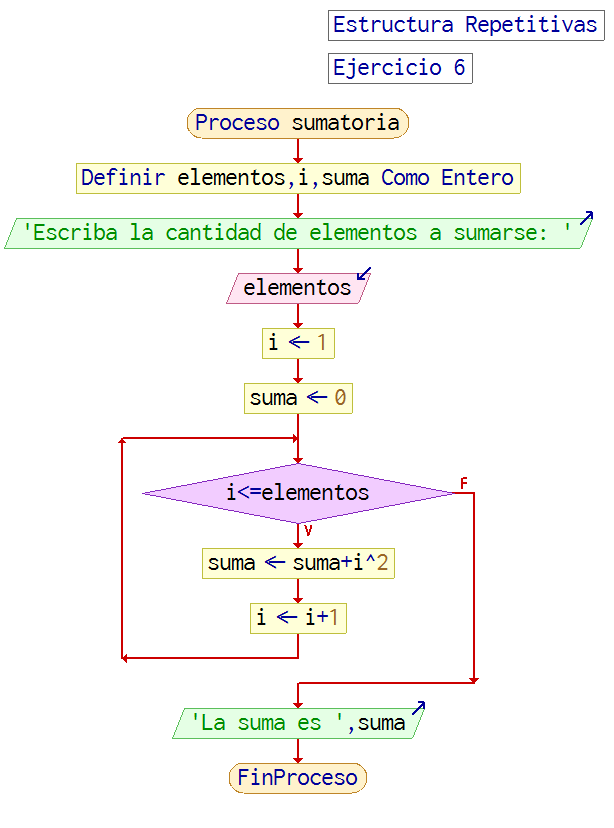 Estructura Repetitivas
Ejercicio 6
Proceso sumatoria
Definir elementos,i,suma Como Entero
'Escriba la cantidad de elementos a sumarse: '
elementos
i ← 1
suma ← 0
i<=elementos
F
V
suma ← suma+i^2
i ← i+1
'La suma es ',suma
FinProceso